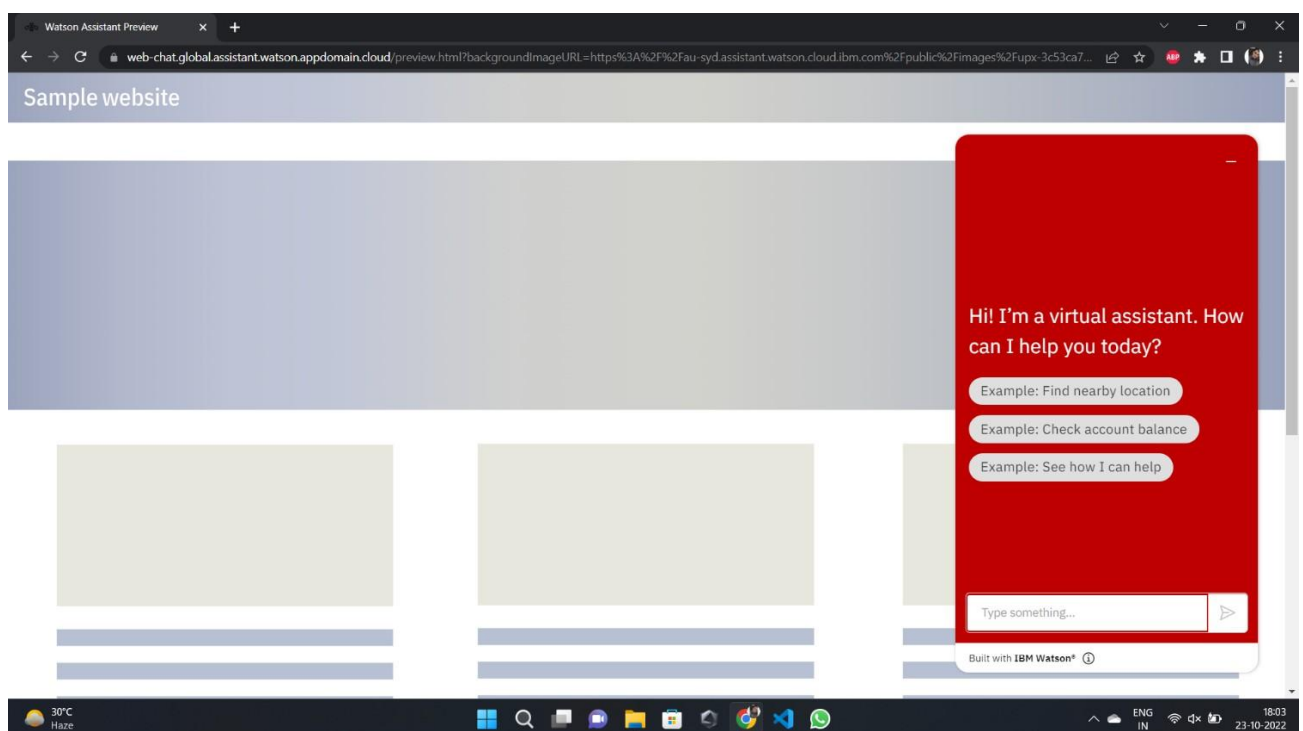 Watson Assistant Preview
web-chat.global.assistant.watson.appdomain.cloud/preview.html?backgroundImageURL=https%3A%2F%2Fau-syd.assistant.watson.cloud.ibm.com%2Fpublic%2Fimages%2Fupx-3c53ca7...
ABP
Sample website
Hi! I'm a virtual assistant. How
can I help you today?
Example: Find nearby location
Example: Check account balance
Example: See how I can help
Type something...
Built with IBM Watson®
30°C
Haze
ENG
IN
18:03
23-10-2022